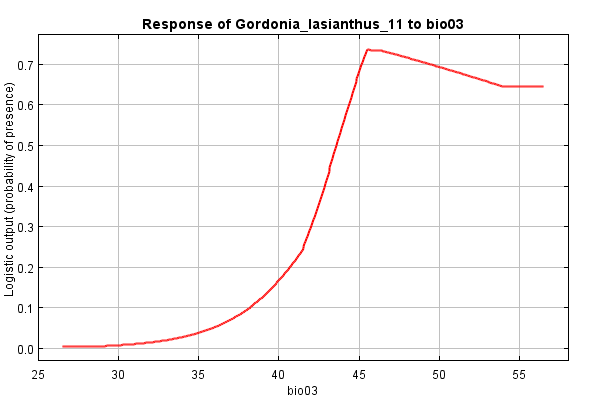 Response of Gordonia_lasianthus_11 to bio03
Logistic output (probability of presence)
0.7
0.6
0.5
0.4
0.3
0.2
0.1
0.0
25 30 35 40 45 50 55
bio03